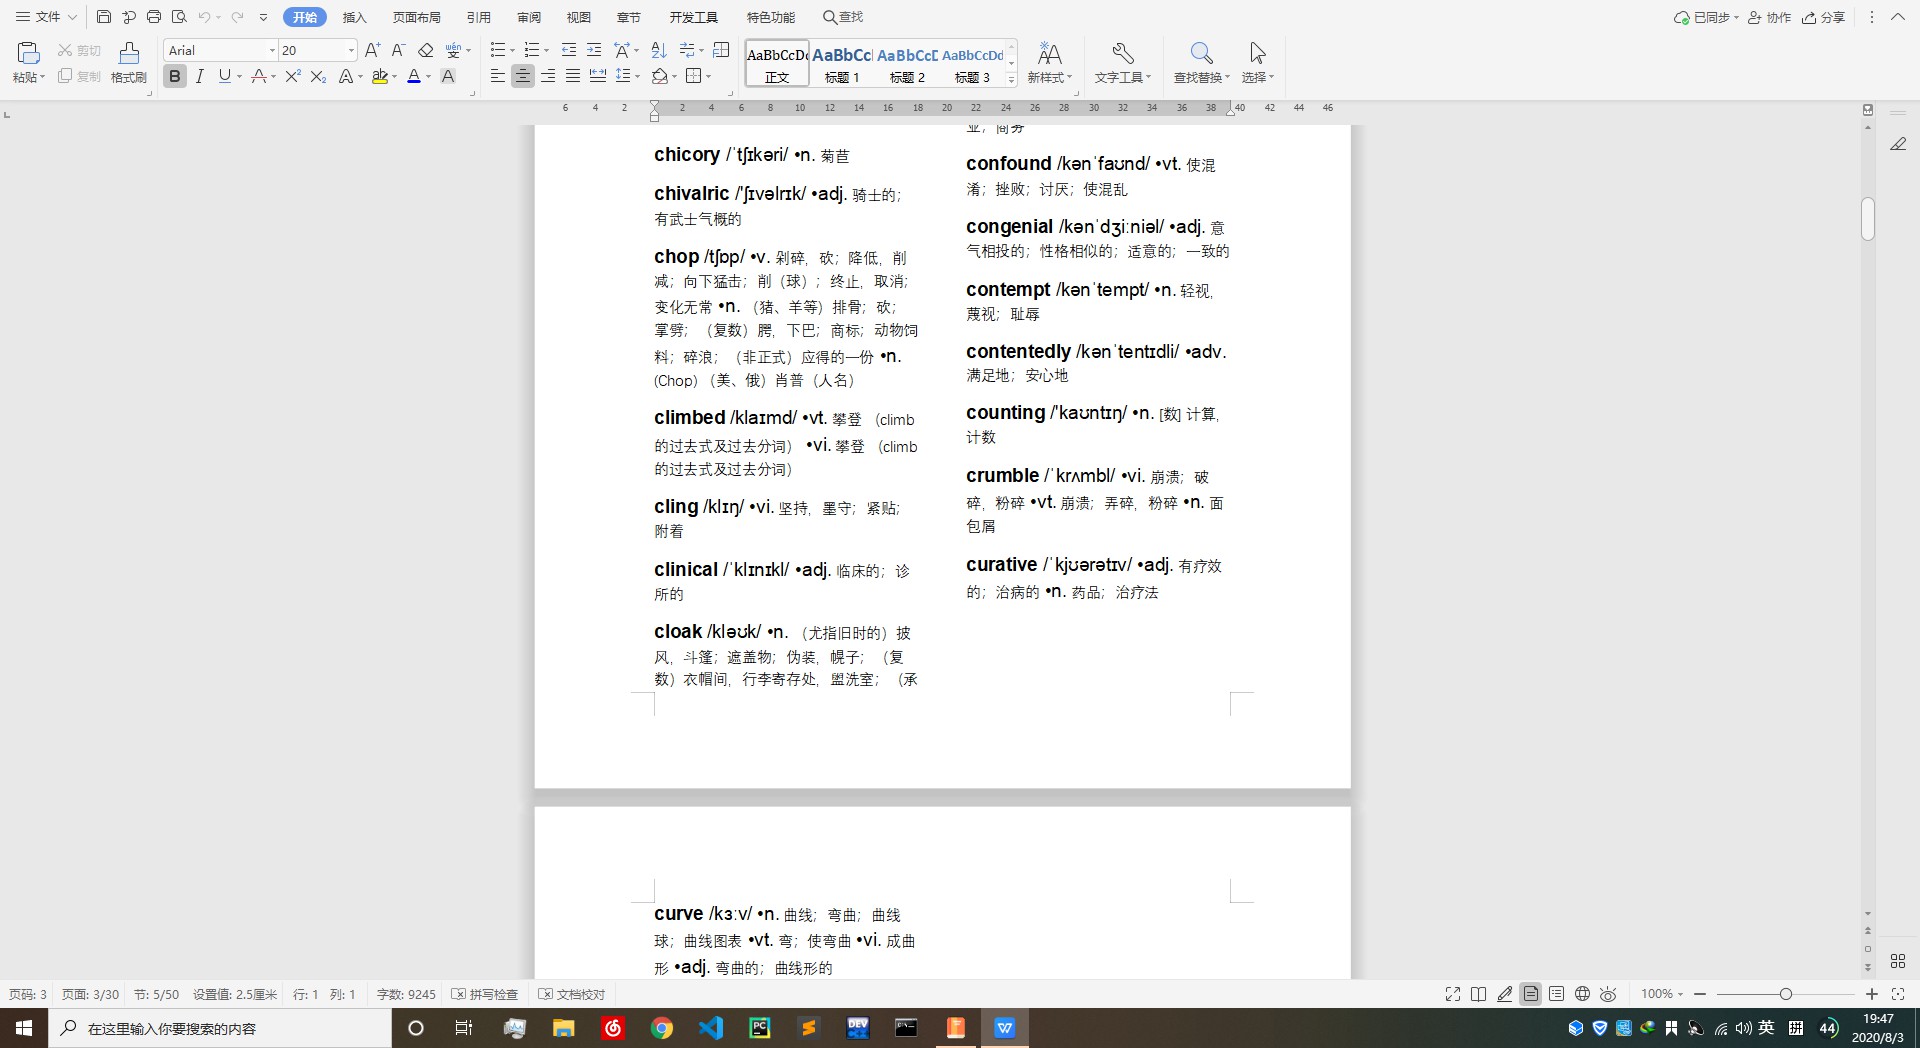 文件
开始
插入
页面布局
引用
审阅
视图
章节
开发工具
特色功能
查找
已同步
协作
分享
粘贴
剪切
复制
格式刷
Arial
20
AaBbCcDd
正文
AaBbCcI
标题 1
AaBbCcD
标题 2
AaBbCcDd
标题 3
新样式
文字工具
查找替换
选择
6 4 2 2 4 6 8 10 12 14 16 18 20 22 24 26 28 30 32 34 36 38 40 42 44 46
chicory /ˈtʃɪkəri/ •n. 菊苣
chivalric /'ʃɪvəlrɪk/ •adj. 骑士的；
有武士气概的
chop /tʃɒp/ •v. 剁碎，砍；降低，削
减；向下猛击；削（球）；终止，取消；
变化无常 •n. （猪、羊等）排骨；砍；
掌劈；（复数）腭，下巴；商标；动物饲
料；碎浪；（非正式）应得的一份 •n.
(Chop) （美、俄）肖普（人名）
climbed /klaɪmd/ •vt. 攀登 （climb
的过去式及过去分词） •vi. 攀登 （climb
的过去式及过去分词）
cling /klɪŋ/ •vi. 坚持，墨守；紧贴；
附着
clinical /ˈklɪnɪkl/ •adj. 临床的；诊
所的
cloak /kləʊk/ •n. （尤指旧时的）披
风，斗篷；遮盖物；伪装，幌子；（复
数）衣帽间，行李寄存处，盥洗室；（承
业；商务
confound /kənˈfaʊnd/ •vt. 使混
淆；挫败；讨厌；使混乱
congenial /kənˈdʒiːniəl/ •adj. 意
气相投的；性格相似的；适意的；一致的
contempt /kənˈtempt/ •n. 轻视，
蔑视；耻辱
contentedly /kənˈtentɪdli/ •adv.
满足地；安心地
counting /'kaʊntɪŋ/ •n. [数] 计算，
计数
crumble /ˈkrʌmbl/ •vi. 崩溃；破
碎，粉碎 •vt. 崩溃；弄碎，粉碎 •n. 面
包屑
curative /ˈkjʊərətɪv/ •adj. 有疗效
的；治病的 •n. 药品；治疗法
curve /kɜːv/ •n. 曲线；弯曲；曲线
球；曲线图表 •vt. 弯；使弯曲 •vi. 成曲
形 •adj. 弯曲的；曲线形的
页码: 3 页面: 3/30 节: 5/50 设置值: 2.5厘米 行: 1 列: 1 字数: 9245 拼写检查 文档校对
100%
在这里输入你要搜索的内容
英
拼
44
19:47
2020/8/3